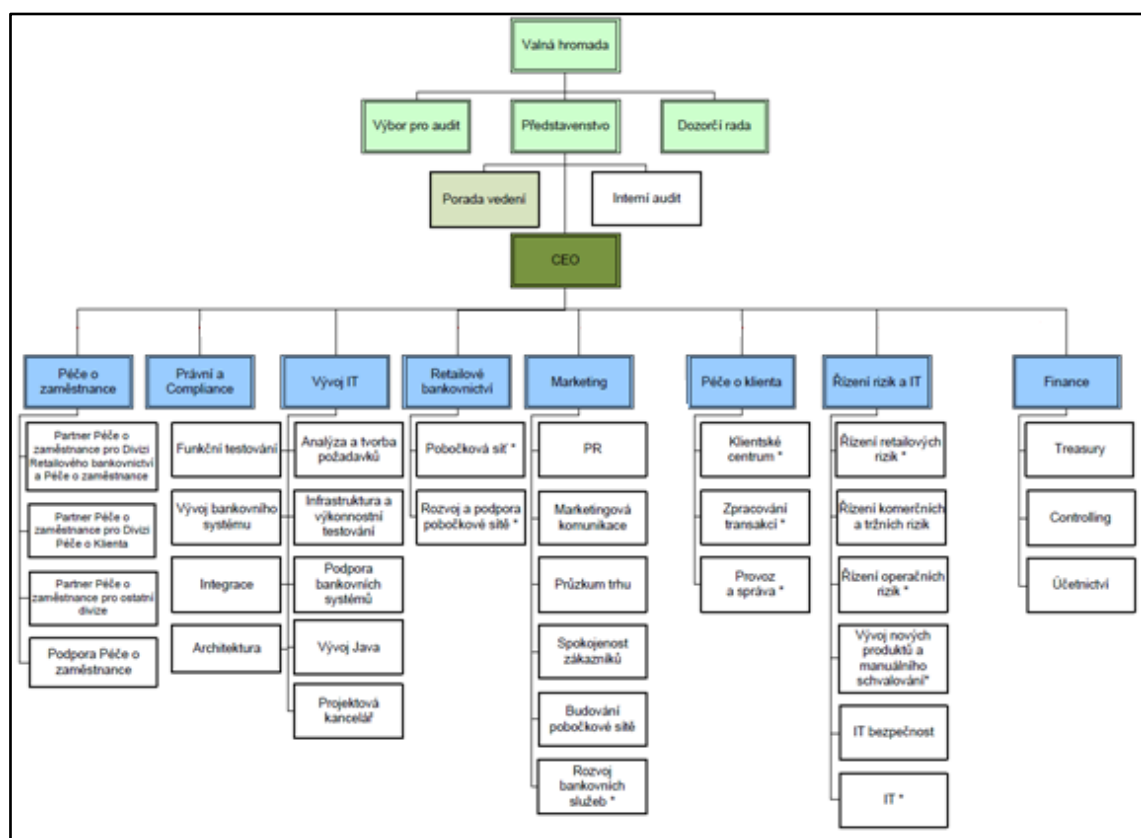 Valná hromada
Výbor pro audit
Představenstvo
Dozorčí rada
Porada vedení
Interní audit
CEO
Péče o
zaměstnance
Právní a
Compliance
Vývoj IT
Retailové
bankovnictví
Marketing
Péče o klienta
Řízení rizik a IT
Finance
Partner Péče o
zaměstnance pro Divizi
Retailového bankovnictví
a Péče o zaměstnance
Partner Péče o
zaměstnance pro Divizi
Péče o Klienta
Partner Péče o
zaměstnance pro ostatní
divize
Podpora Péče o
zaměstnance
Funkční testování
Vývoj bankovního
systému
Integrace
Architektura
Analýza a tvorba
požadavků
Infrastruktura a
výkonnostní
testování
Podpora
bankovních
systémů
Vývoj Java
Projektová
kancelář
Pobočková síť *
Rozvoj a podpora
pobočkové sítě *
PR
Marketingová
komunikace
Průzkum trhu
Spokojenost
zákazníků
Budování
pobočkové sítě
Rozvoj
bankovních
služeb *
Klientské
centrum *
Zpracování
transakcí *
Provoz
a správa *
Řízení retailových
rizik *
Řízení komerčních
a tržních rizik
Řízení operačních
rizik *
Vývoj nových
produktů a
manuálního
schvalování*
IT bezpečnost
IT *
Treasury
Controlling
Účetnictví